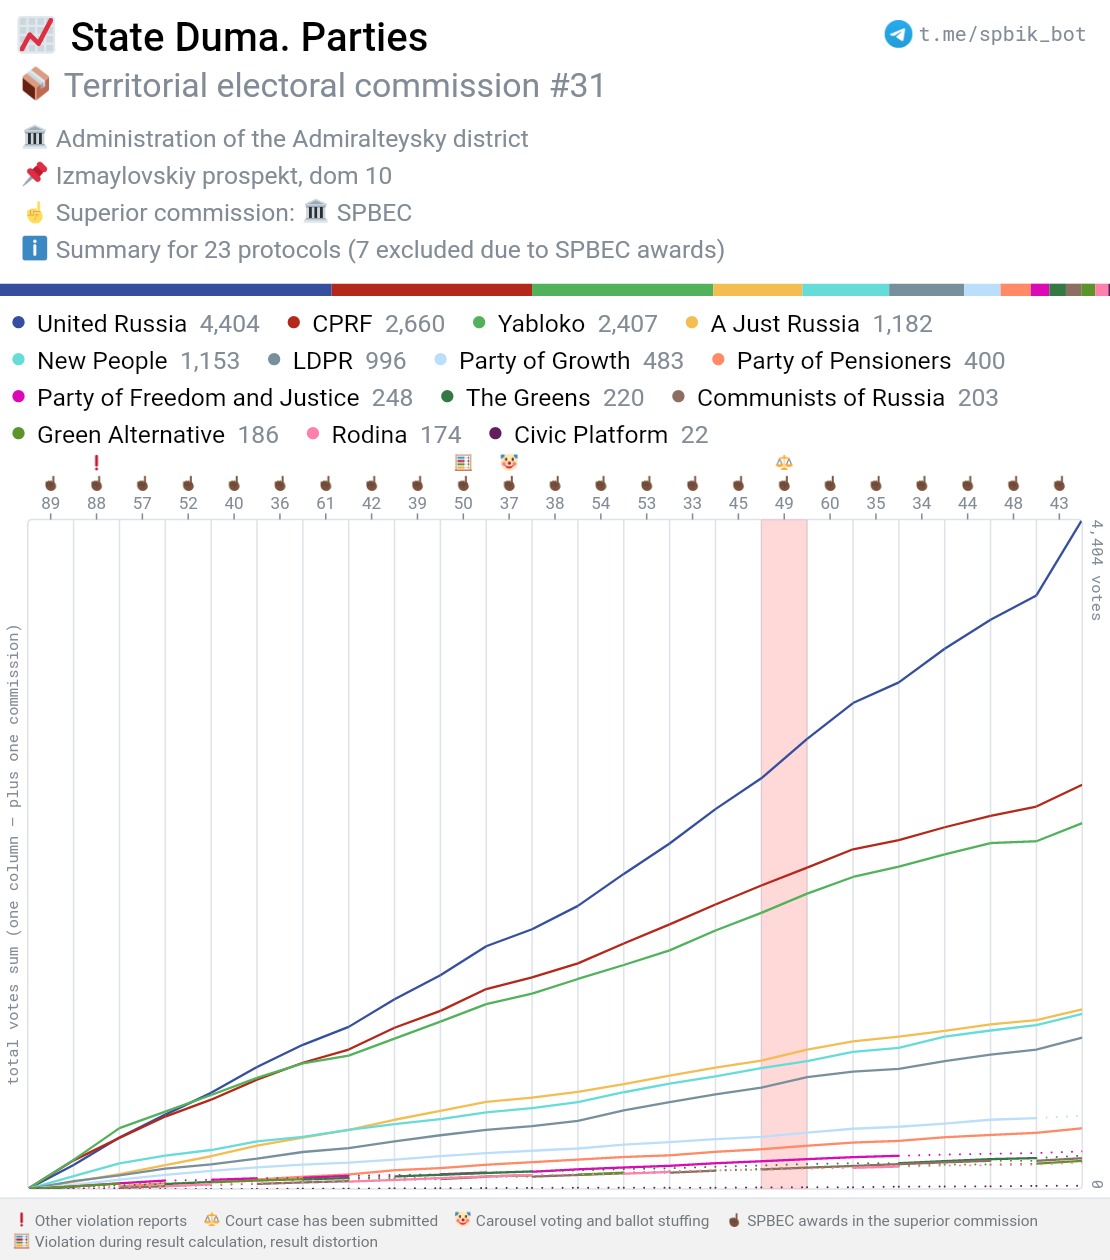 State Duma. Parties
t.me/spbik_bot
Territorial electoral commission #31
Administration of the Admiralteysky district
Izmaylovskiy prospekt, dom 10
Superior commission: SPBEC
Summary for 23 protocols (7 excluded due to SPBEC awards)
United Russia 4,404 CPRF 2,660 Yabloko 2,407 A Just Russia 1,182
New People 1,153 LDPR 996 Party of Growth 483 Party of Pensioners 400
Party of Freedom and Justice 248 The Greens 220 Communists of Russia 203
Green Alternative 186 Rodina 174 Civic Platform 22
89 88 57 52 40 36 61 42 39 50 37 38 54 53 33 45 49 60 35 34 44 48 43
4,404 votes
total votes sum (one column – plus one commission)
0
Other violation reports Court case has been submitted Carousel voting and ballot stuffing SPBEC awards in the superior commission
Violation during result calculation, result distortion